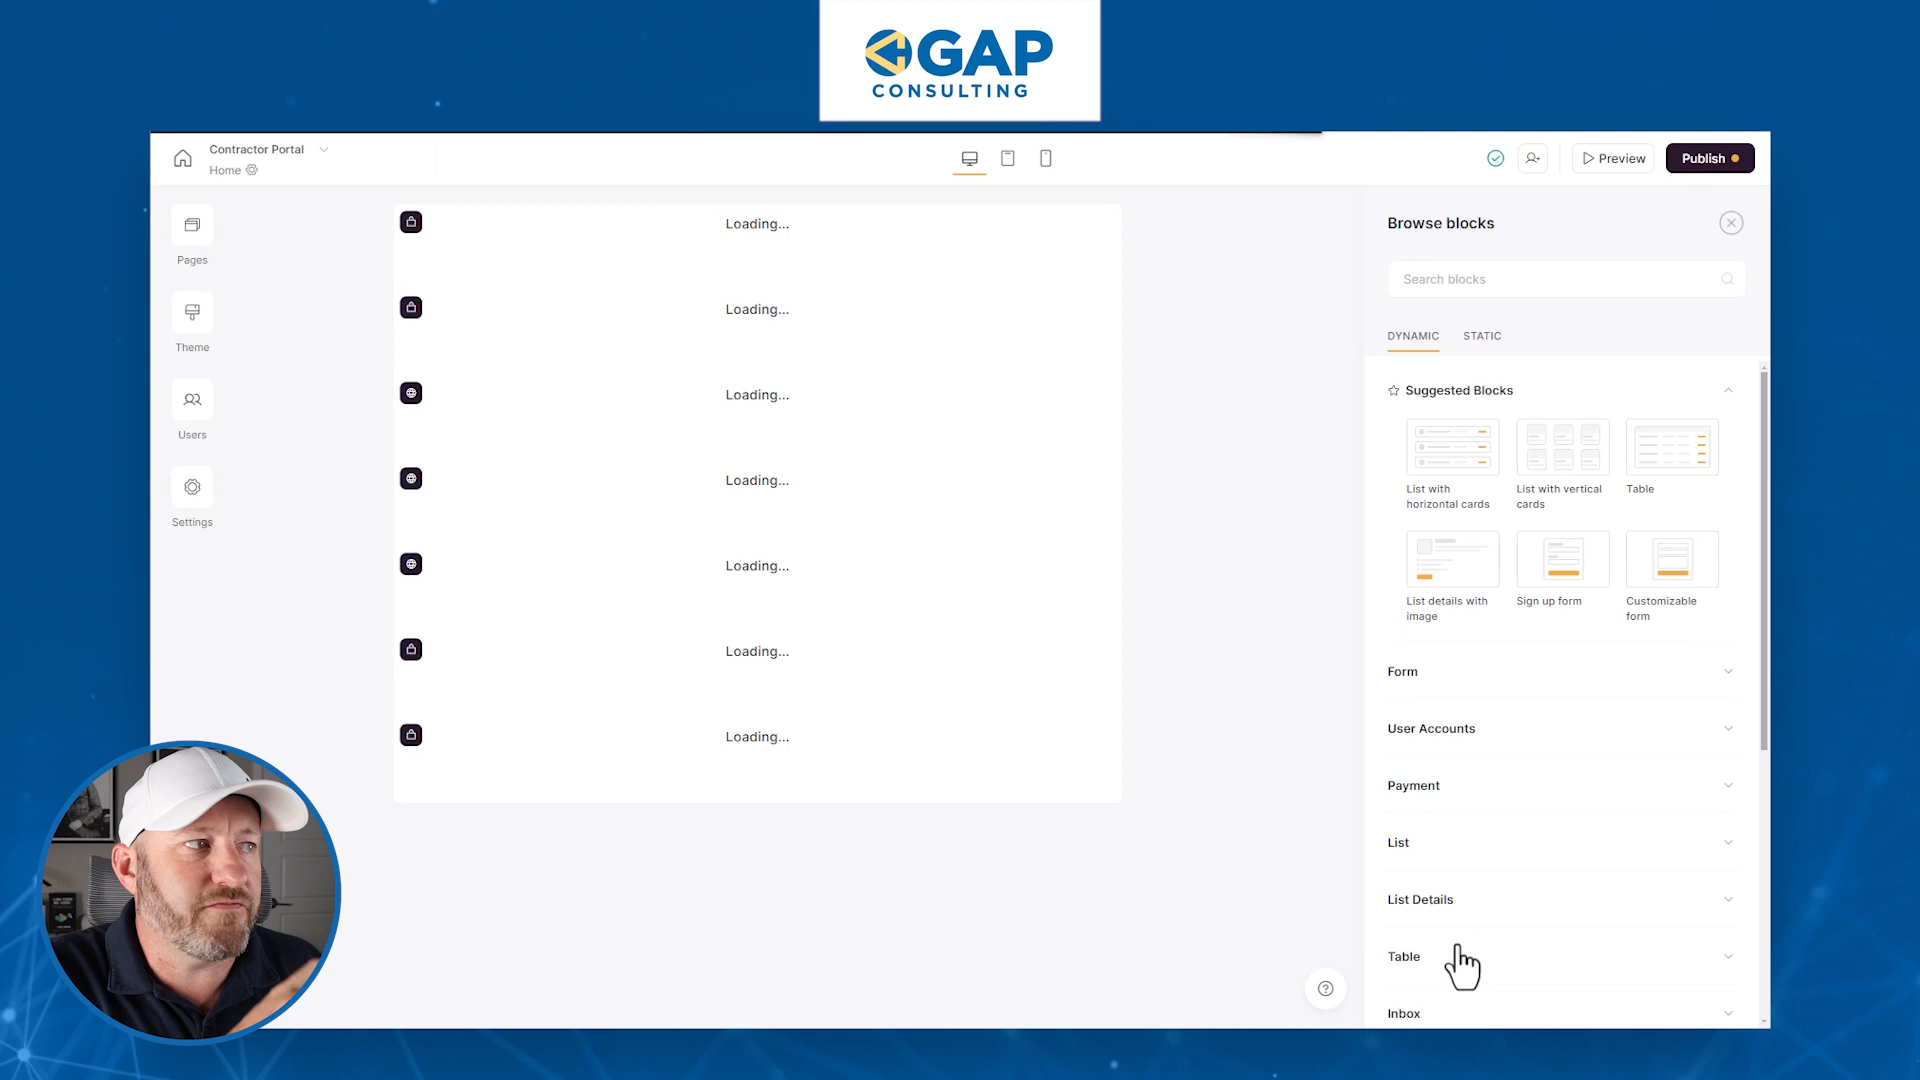 GAP
CONSULTING
Contractor Portal
Home
Preview
Publish
Pages
Theme
Users
Settings
Loading...
Loading...
Loading...
Loading...
Loading...
Loading...
Loading...
Browse blocks
Search blocks
DYNAMIC
STATIC
Suggested Blocks
List with
horizontal cards
List with vertical
cards
Table
List details with
image
Sign up form
Customizable
form
Form
User Accounts
Payment
List
List Details
Table
Inbox